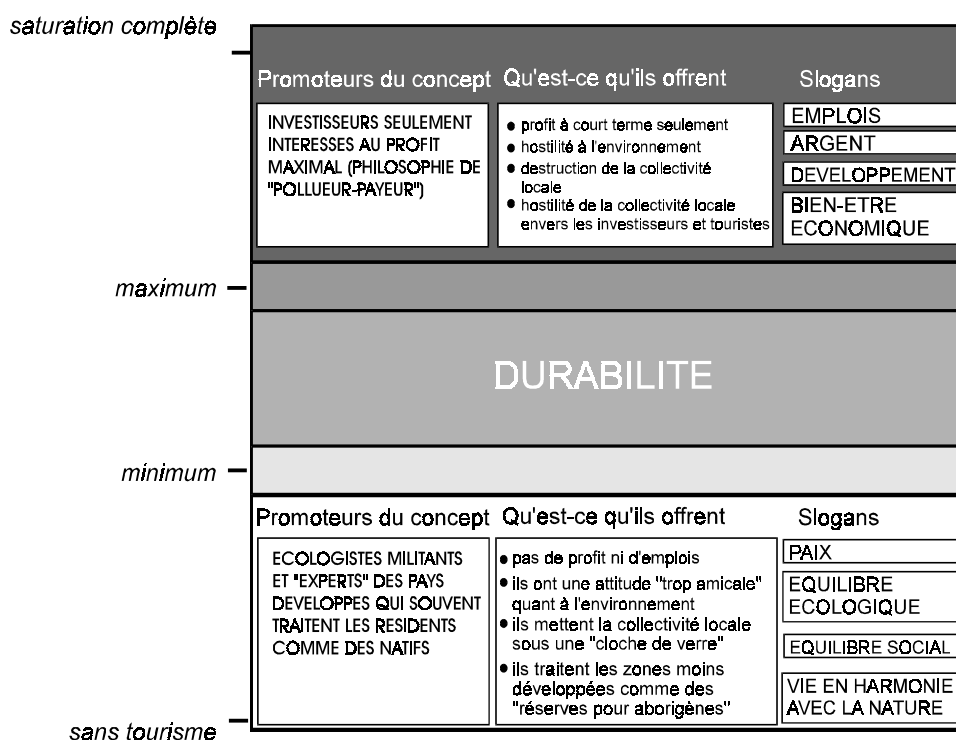 saturation complète
Promoteurs du concept
Qu'est-ce qu'ils offrent
Slogans
INVESTISSEURS SEULEMENT
INTERESSES AU PROFIT
MAXIMAL (PHILOSOPHIE DE
"POLLUEUR-PAYEUR")
• profit à court terme seulement
• hostilité à l'environnement
• destruction de la collectivité
locale
• hostilité de la collectivité locale
envers les investisseurs et touristes
EMPLOIS
ARGENT
DEVELOPPEMENT
BIEN-ETRE
ECONOMIQUE
maximum
DURABILITE
minimum
Promoteurs du concept
Qu'est-ce qu'ils offrent
Slogans
ECOLOGISTES MILITANTS
ET "EXPERTS" DES PAYS
DEVELOPPES QUI SOUVENT
TRAITENT LES RESIDENTS
COMME DES NATIFS
• pas de profit ni d'emplois
• ils ont une attitude "trop amicale"
quant à l'environnement
• ils mettent la collectivité locale
sous une "cloche de verre"
• ils traitent les zones moins
développées comme des
"réserves pour aborigènes"
PAIX
EQUILIBRE
ECOLOGIQUE
EQUILIBRE SOCIAL
VIE EN HARMONIE
AVEC LA NATURE
sans tourisme